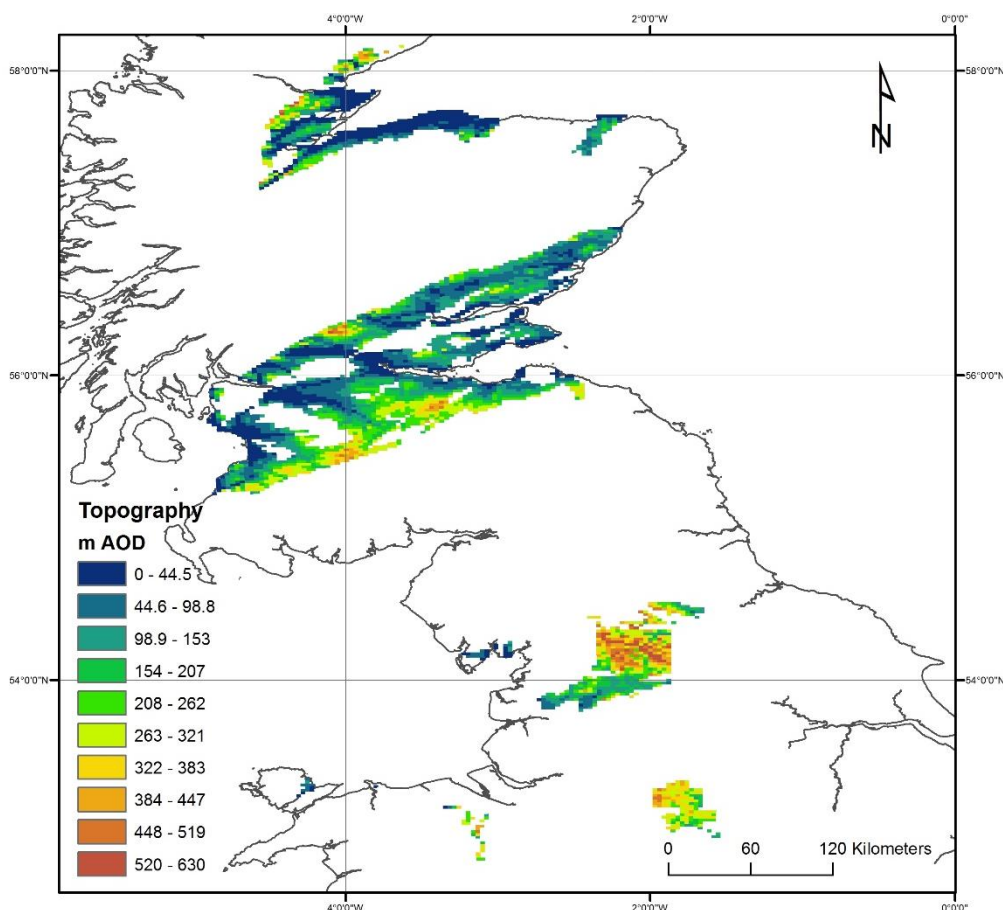 4°0'0"W 2°0'0"W 0°0'0"
58°0'0"N 58°0'0"N
N
56°0'0"N 56°0'0"N
Topography
m AOD
0 - 44.5
44.6 - 98.8
98.9 - 153
154 - 207
208 - 262
263 - 321
322 - 383
384 - 447
448 - 519
520 - 630
54°0'0"N 54°0'0"N
0 60 120 Kilometers
4°0'0"W 2°0'0"W 0°0'0"